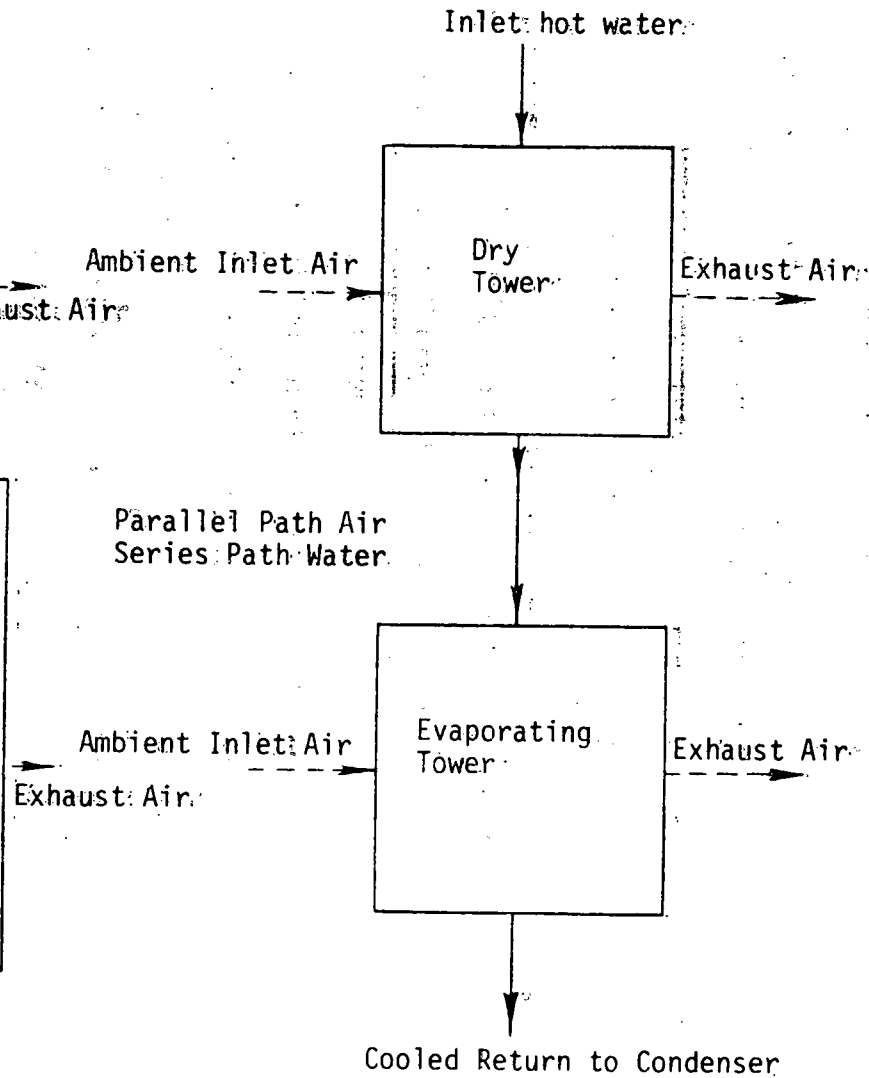 Inlet hot water
Ambient Inlet Air
Dry
Tower
Exhaust Air
Air
Parallel Path Air
Series Path Water
Ambient Inlet Air
Evaporating
Tower
Exhaust Air
Exhaust Air
Cooled Return to Condenser